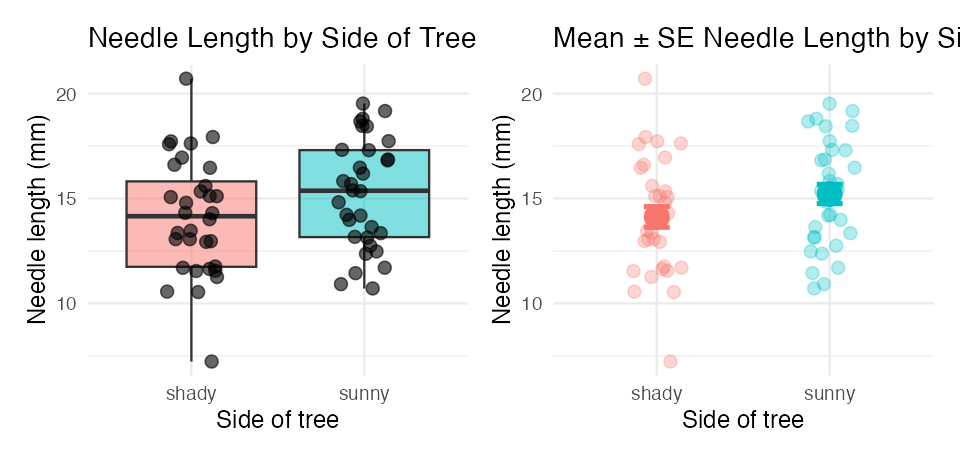 Needle Length by Side of Tree
Needle length (mm)
20
15
10
shady sunny
Side of tree
Mean ± SE Needle Length by Si
Needle length (mm)
20
15
10
shady sunny
Side of tree